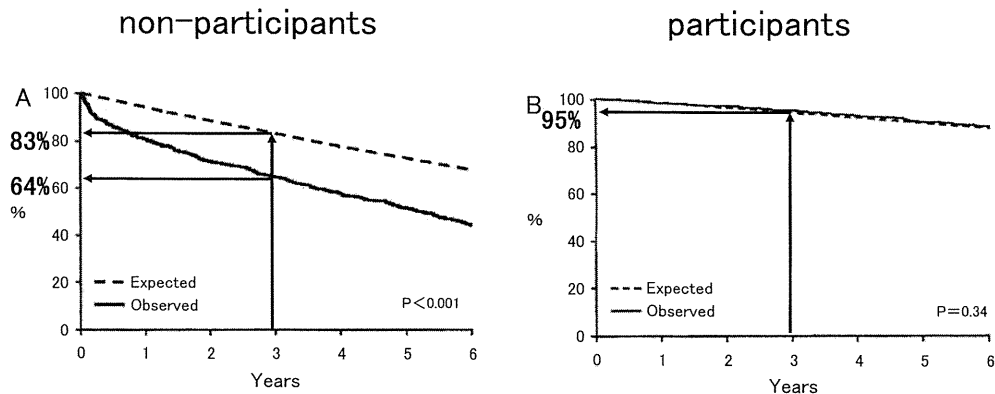 non-participants
A
100
83%
80
64%
60
%
40
20
0
Expected
Observed
P＜0.001
0 1 2 3 4 5 6
Years
participants
B
100
95%
80
60
%
40
20
0
Expected
Observed
P＝0.34
0 1 2 3 4 5 6
Years